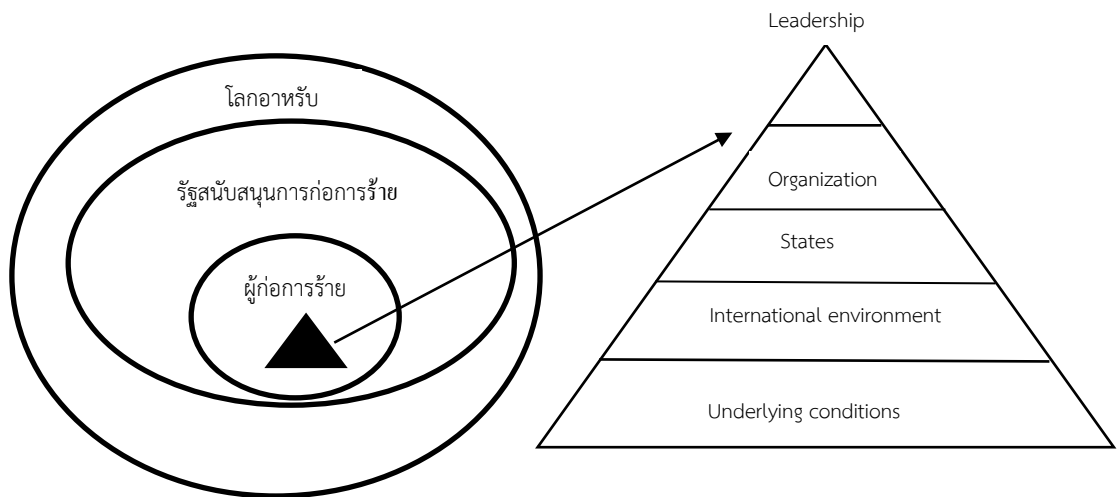 โลกอาหรับ
รัฐสนับสนุนการก่อการร้าย
ผู้ก่อการร้าย
Leadership
Organization
States
International environment
Underlying conditions